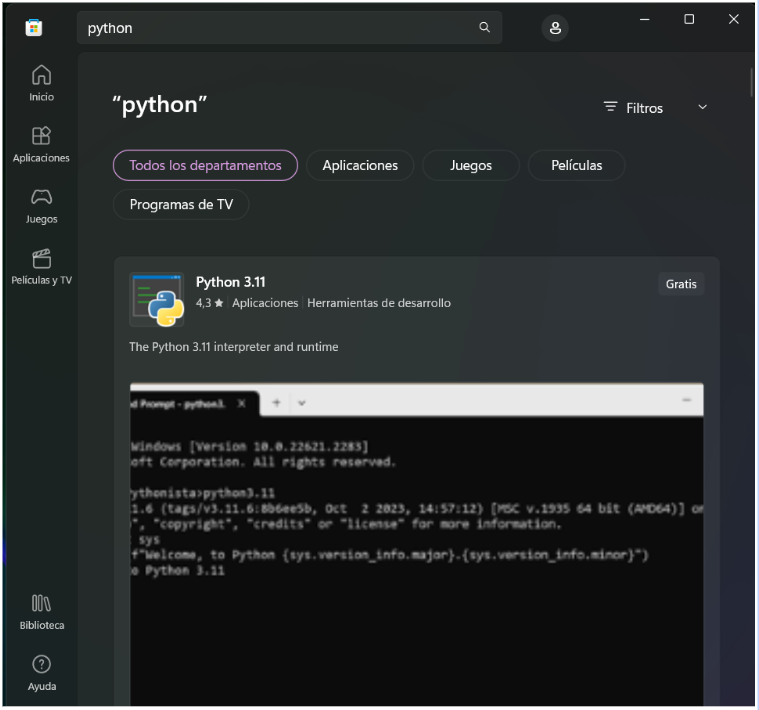 python
Inicio
Aplicaciones
Juegos
Películas y TV
Biblioteca
Ayuda
“python”
Filtros
Todos los departamentos
Aplicaciones
Juegos
Películas
Programas de TV
Python 3.11
Gratis
4,3 ★ Aplicaciones Herramientas de desarrollo
The Python 3.11 interpreter and runtime
d Prompt - python3.
Windows [Version 10.0.22621.2283]
oft Corporation. All rights reserved.
ythonista>python3.11
1.6 (tags/v3.11.6:8b6ee5b, Oct  2 2023, 14:57:12) [MSC v.1935 64 bit (AMD64)] on
", "copyright", "credits" or "license" for more information.
sys
f"Welcome, to Python {sys.version_info.major}.{sys.version_info.minor}")
o Python 3.11